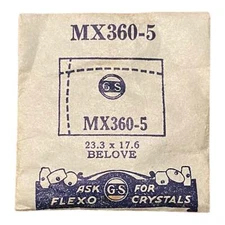 MX360-5
GS
MX360-5
23.3 x 17.6
BELOVE
ASK GS FOR
FLEXO CRYSTALS